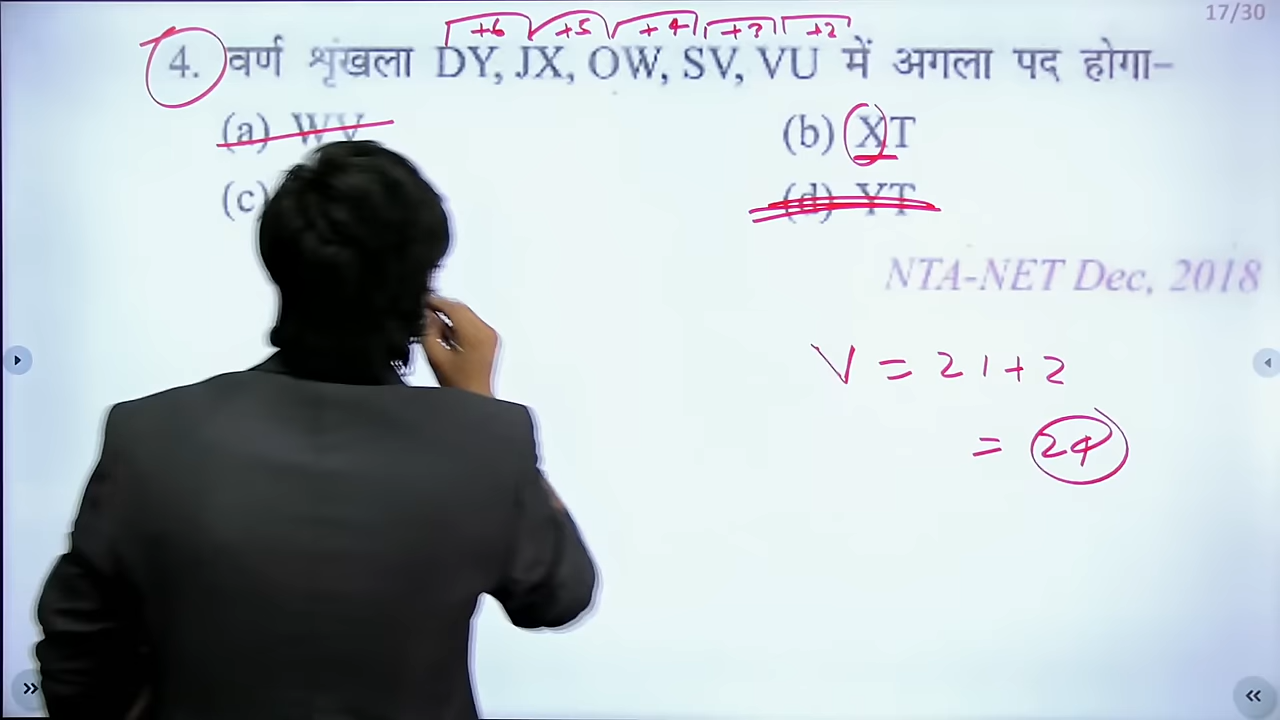 17/30
+6 +5 +4 +3 +2
4. वर्ण श्रृंखला DY, JX, OW, SV, VU में अगला पद होगा–
(a) WV (b) XT
(c) (d) YT
NTA-NET Dec, 2018
V = 21+2
= 24